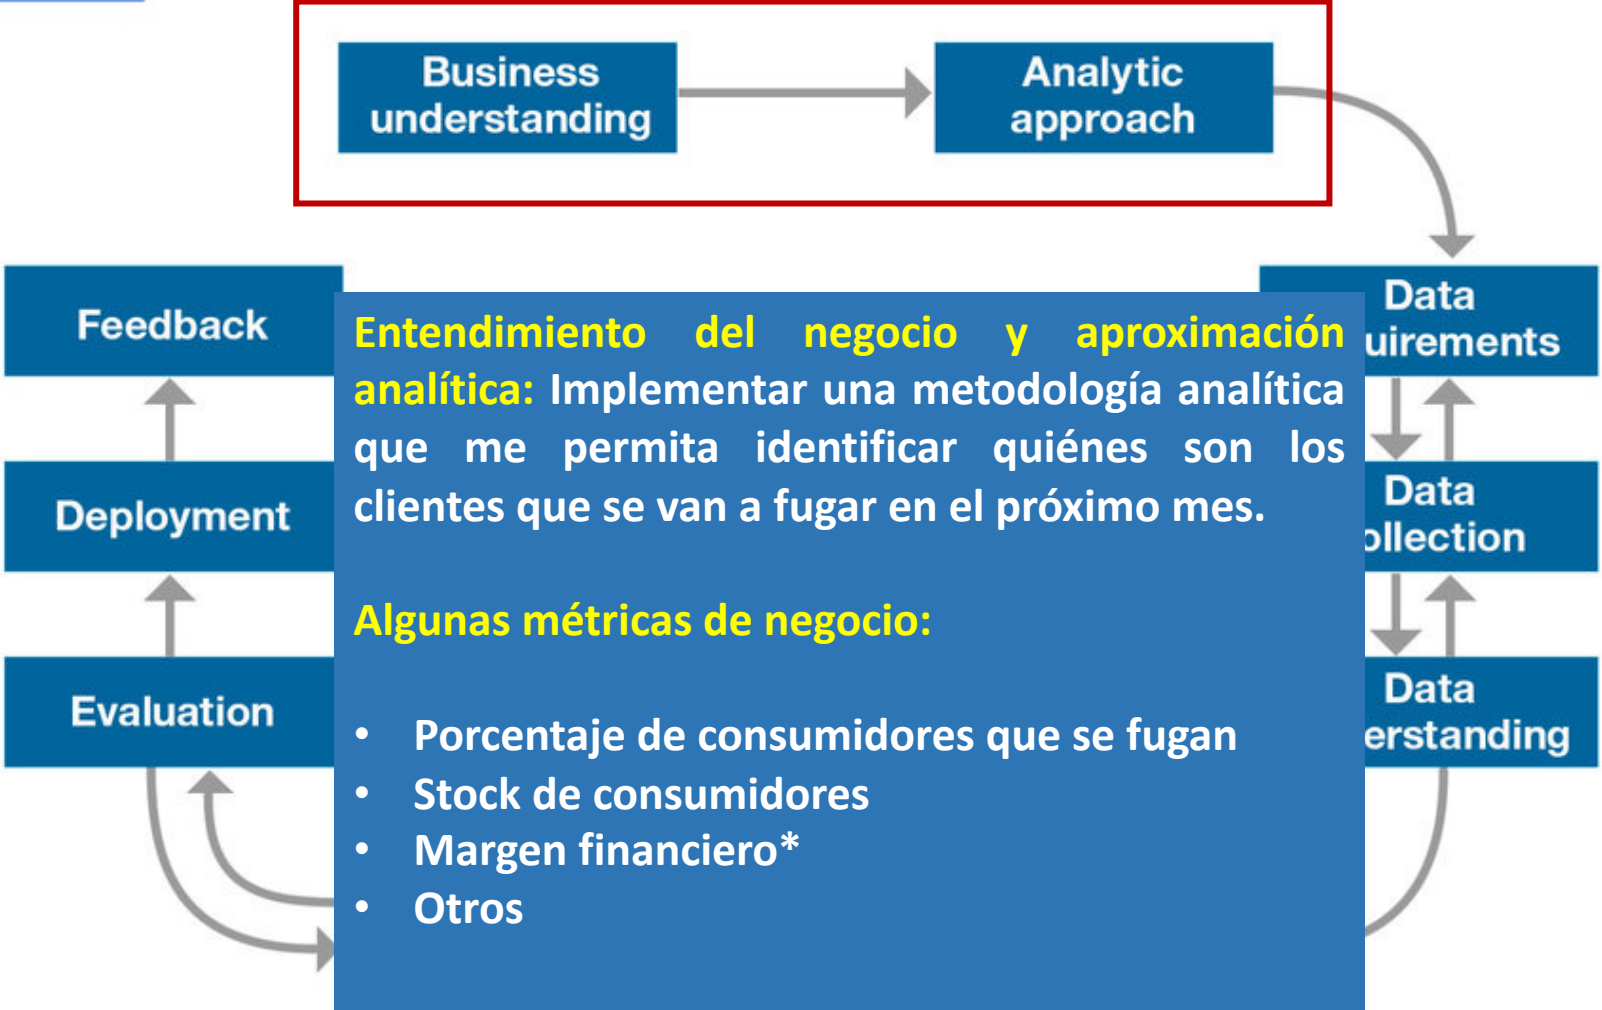 Business
understanding
Analytic
approach
Feedback
Deployment
Evaluation
Entendimiento del negocio y aproximación
analítica: Implementar una metodología analítica
que me permita identificar quiénes son los
clientes que se van a fugar en el próximo mes.
Algunas métricas de negocio:
• Porcentaje de consumidores que se fugan
• Stock de consumidores
• Margen financiero*
• Otros
Data
uirements
Data
ollection
Data
erstanding